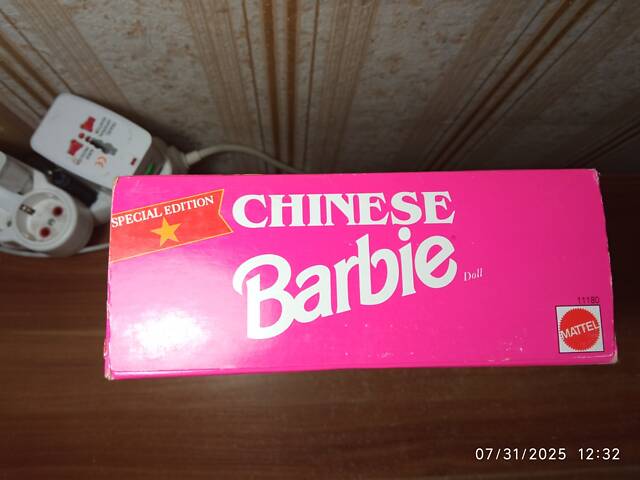 SPECIAL EDITION
CHINESE
Barbie
Doll
11180
MATTEL
07/31/2025 12:32